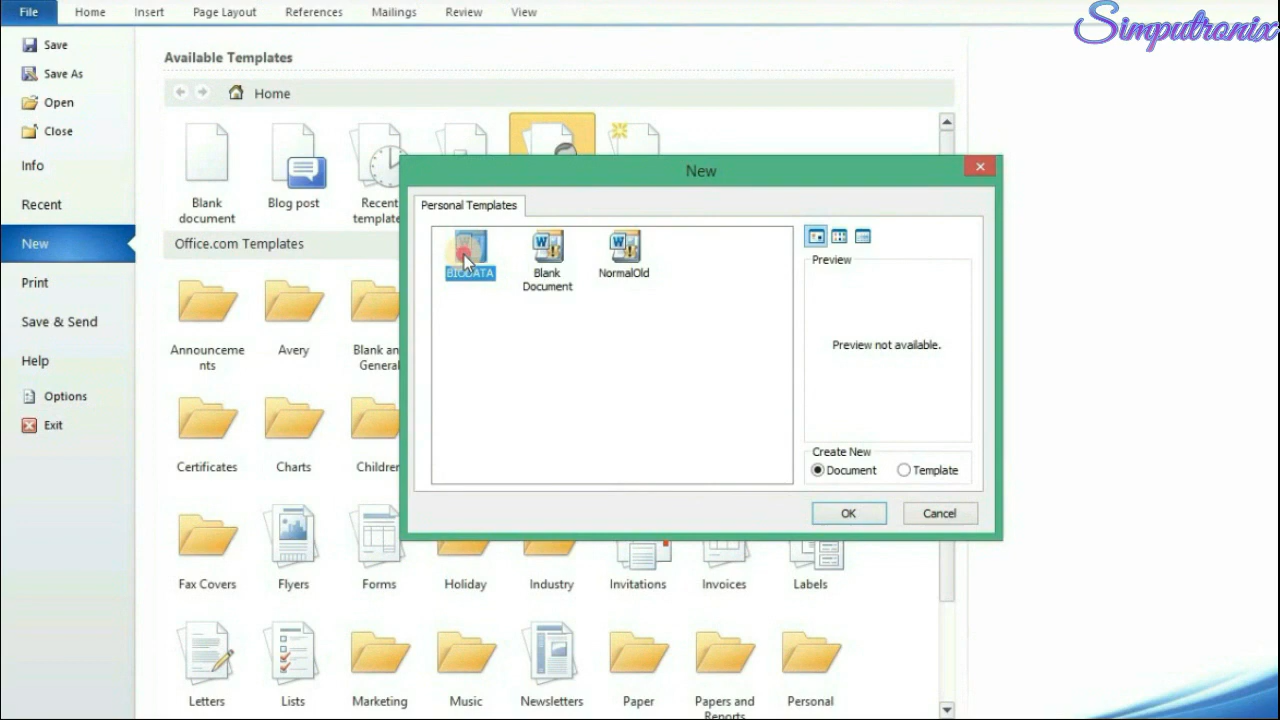 File Home Insert Page Layout References Mailings Review View
Simputronix
Save
Save As
Open
Close
Info
Recent
New
Print
Save & Send
Help
Options
Exit
Available Templates
Home
Blank
document
Blog post
Recent
template
Office.com Templates
New
Personal Templates
BIODATA
Blank
Document
NormalOld
Preview
Preview not available.
Create New
Document Template
OK Cancel
Announceme
nts
Avery
Blank an
General
Certificates Charts Children
Fax Covers Flyers Forms Holiday Industry Invitations Invoices Labels
Letters Lists Marketing Music Newsletters Paper Papers and Personal
Reports